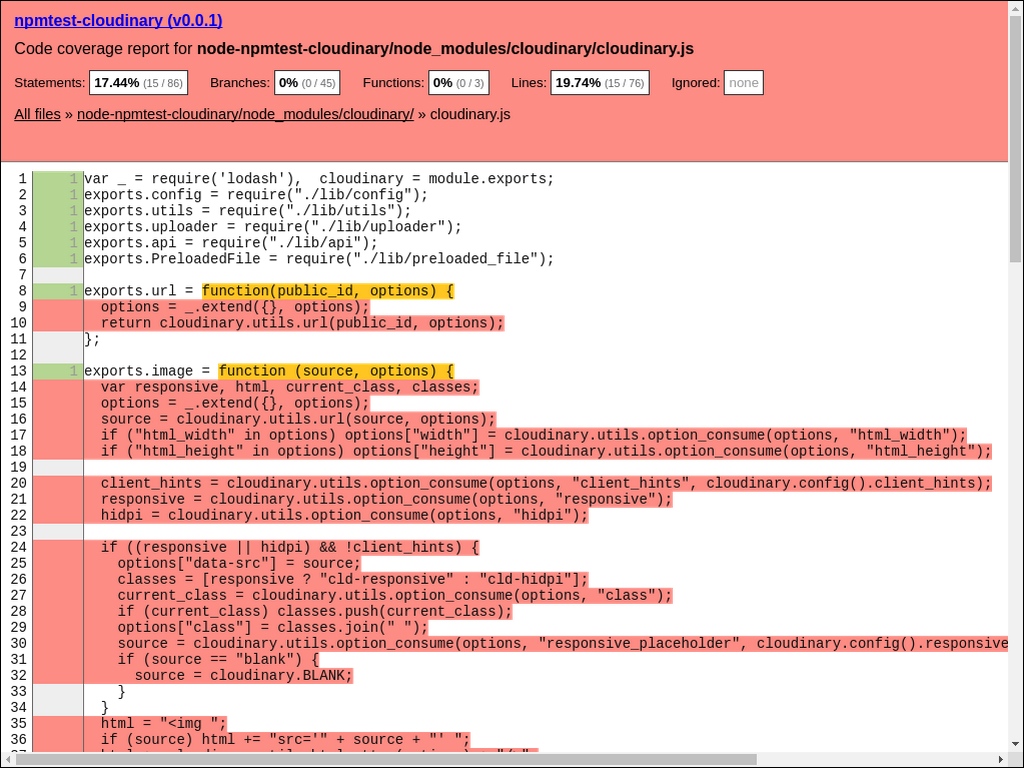 npmtest-cloudinary (v0.0.1)
Code coverage report for node-npmtest-cloudinary/node_modules/cloudinary/cloudinary.js
Statements: 17.44% (15 / 86) Branches: 0% (0 / 45) Functions: 0% (0 / 3) Lines: 19.74% (15 / 76) Ignored: none
All files » node-npmtest-cloudinary/node_modules/cloudinary/ » cloudinary.js
1 1 var _ = require('lodash'),  cloudinary = module.exports;
2 1 exports.config = require("./lib/config");
3 1 exports.utils = require("./lib/utils");
4 1 exports.uploader = require("./lib/uploader");
5 1 exports.api = require("./lib/api");
6 1 exports.PreloadedFile = require("./lib/preloaded_file");
7
8 1 exports.url = function(public_id, options) {
9   options = _.extend({}, options);
10   return cloudinary.utils.url(public_id, options);
11 };
12
13 1 exports.image = function (source, options) {
14   var responsive, html, current_class, classes;
15   options = _.extend({}, options);
16   source = cloudinary.utils.url(source, options);
17   if ("html_width" in options) options["width"] = cloudinary.utils.option_consume(options, "html_width");
18   if ("html_height" in options) options["height"] = cloudinary.utils.option_consume(options, "html_height");
19
20   client_hints = cloudinary.utils.option_consume(options, "client_hints", cloudinary.config().client_hints);
21   responsive = cloudinary.utils.option_consume(options, "responsive");
22   hidpi = cloudinary.utils.option_consume(options, "hidpi");
23
24   if ((responsive || hidpi) && !client_hints) {
25     options["data-src"] = source;
26     classes = [responsive ? "cld-responsive" : "cld-hidpi"];
27     current_class = cloudinary.utils.option_consume(options, "class");
28     if (current_class) classes.push(current_class);
29     options["class"] = classes.join(" ");
30     source = cloudinary.utils.option_consume(options, "responsive_placeholder", cloudinary.config().responsive
31     if (source == "blank") {
32       source = cloudinary.BLANK;
33     }
34   }
35   html = "<img ";
36   if (source) html += "src='" + source + "' ";